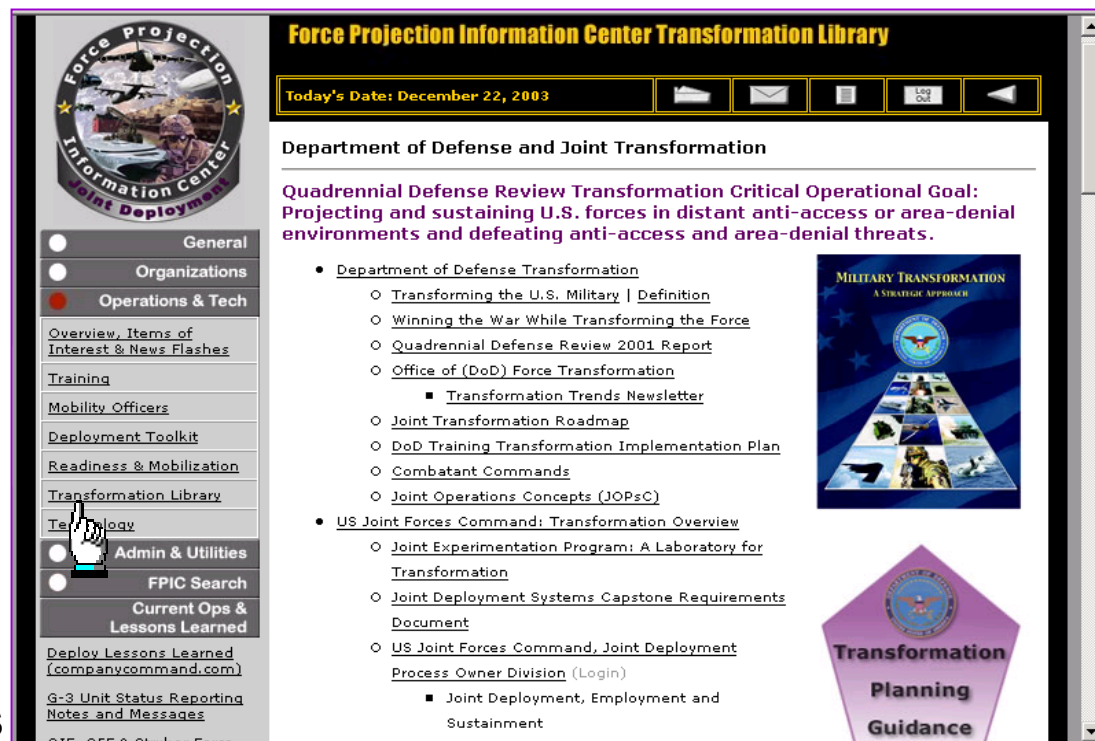 Force Projection
Information Center
Joint Deployment
General
Organizations
Operations & Tech
Overview, Items of
Interest & News Flashes
Training
Mobility Officers
Deployment Toolkit
Readiness & Mobilization
Transformation Library
Admin & Utilities
FPIC Search
Current Ops &
Lessons Learned
Deploy Lessons Learned
(companycommand.com)
G-3 Unit Status Reporting
Notes and Messages
Force Projection Information Center Transformation Library
Today's Date: December 22, 2003
Log
Out
Department of Defense and Joint Transformation
Quadrennial Defense Review Transformation Critical Operational Goal:
Projecting and sustaining U.S. forces in distant anti-access or area-denial
environments and defeating anti-access and area-denial threats.
Department of Defense Transformation
Transforming the U.S. Military | Definition
Winning the War While Transforming the Force
Quadrennial Defense Review 2001 Report
Office of (DoD) Force Transformation
Transformation Trends Newsletter
Joint Transformation Roadmap
DoD Training Transformation Implementation Plan
Combatant Commands
Joint Operations Concepts (JOPsC)
US Joint Forces Command: Transformation Overview
Joint Experimentation Program: A Laboratory for
Transformation
Joint Deployment Systems Capstone Requirements
Document
US Joint Forces Command, Joint Deployment
Process Owner Division (Login)
Joint Deployment, Employment and
Sustainment
MILITARY TRANSFORMATION
A STRATEGIC APPROACH
Transformation
Planning
Guidance